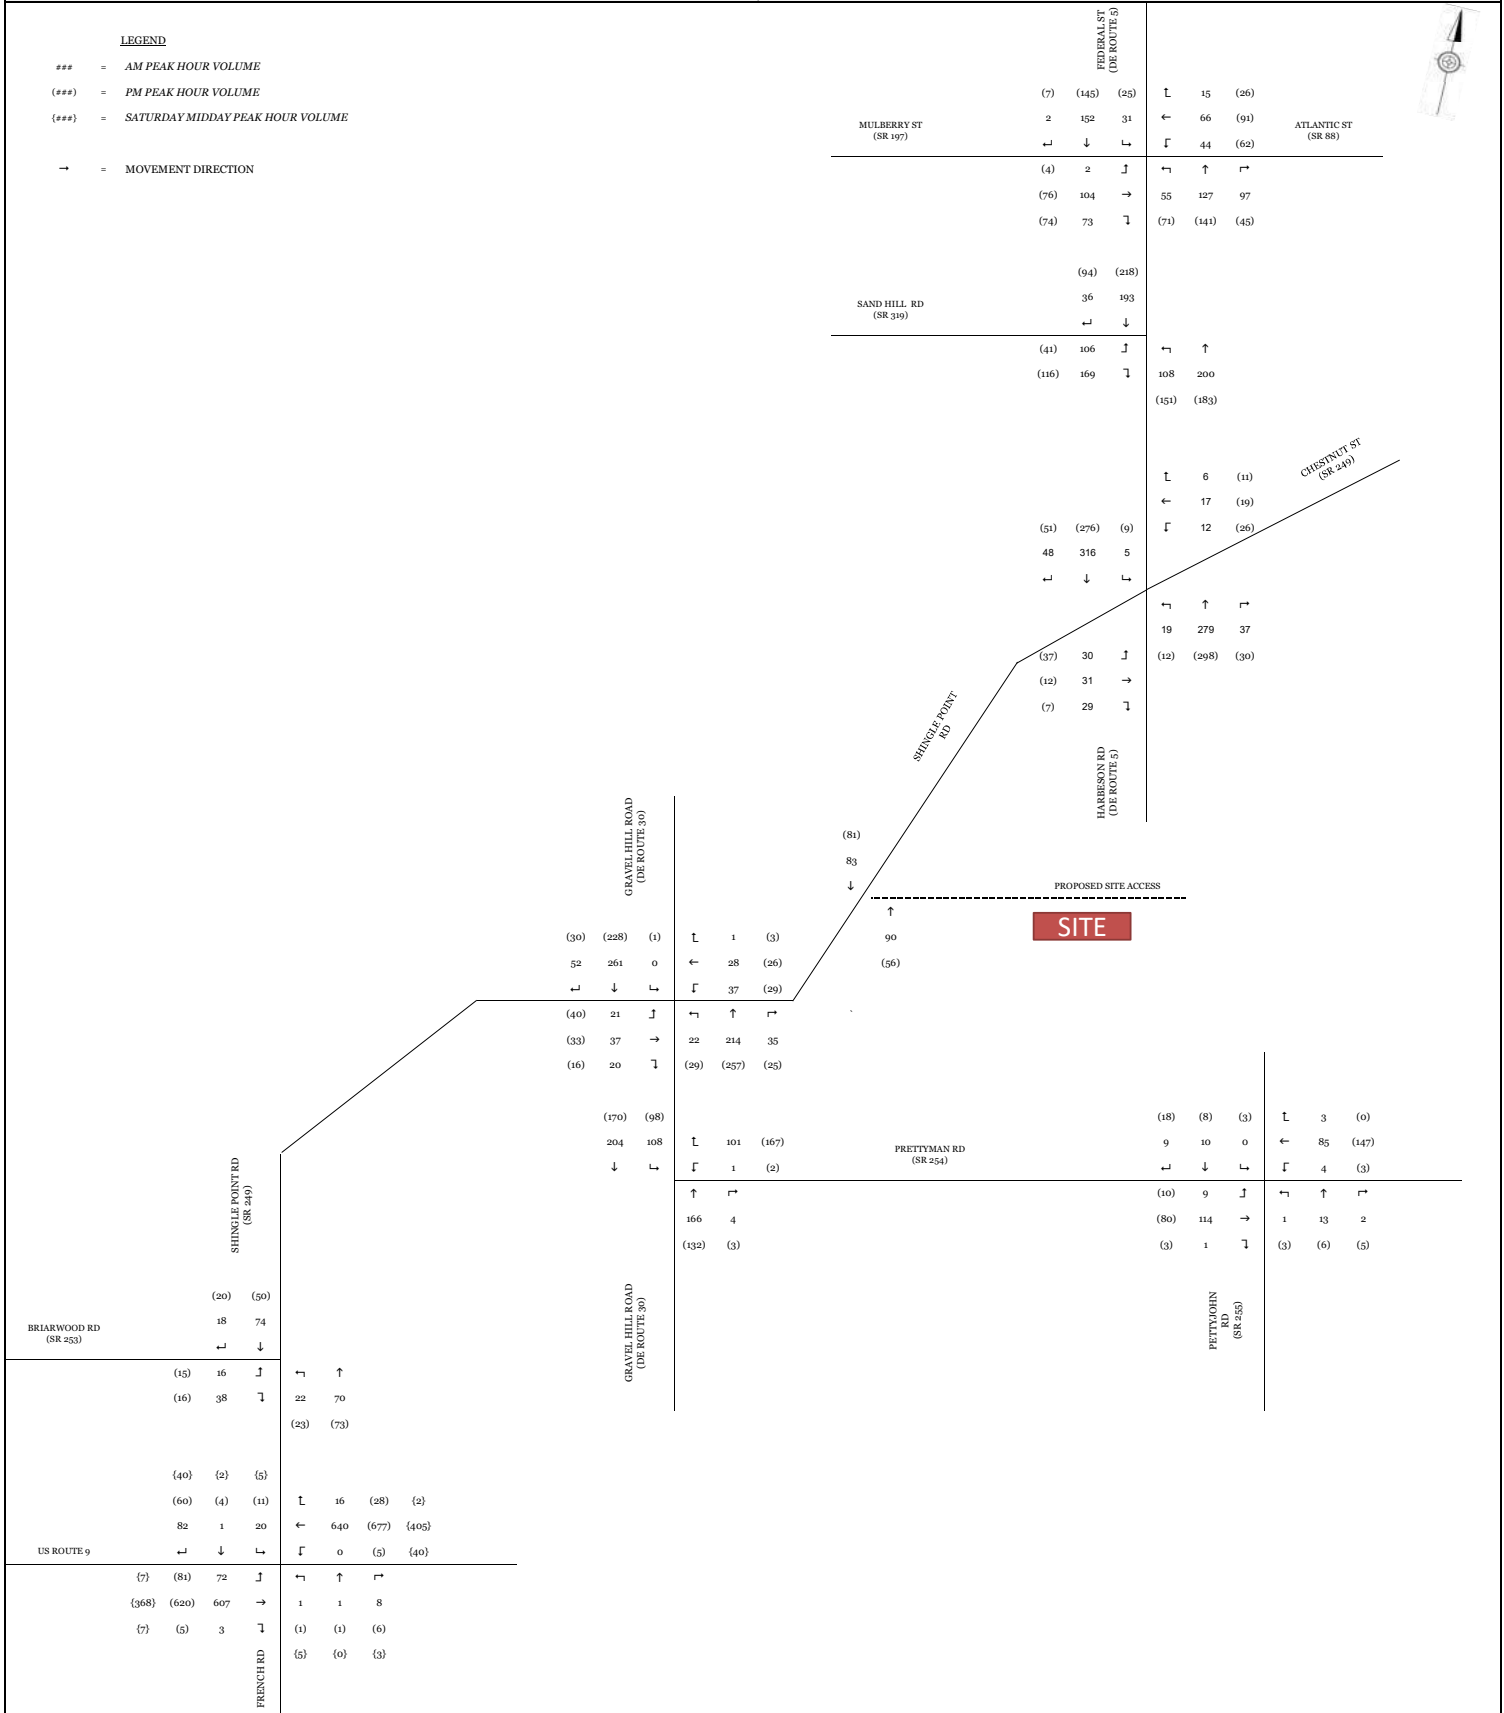 LEGEND
### = AM PEAK HOUR VOLUME
(###) = PM PEAK HOUR VOLUME
{###} = SATURDAY MIDDAY PEAK HOUR VOLUME
→ = MOVEMENT DIRECTION
FEDERAL ST
(DE ROUTE 5)
MULBERRY ST
(SR 197)
ATLANTIC ST
(SR 88)
(7) (145) (25) 15 (26)
2 152 31 ← 66 (91)
↵ ↓ ↳ 44 (62)
(4) 2 ↑
(76) 104 → 55 127 97
(74) 73 (71) (141) (45)
SAND HILL RD
(SR 319)
(94) (218)
36 193
↵ ↓
(41) 106 ↑
(116) 169 108 200
(151) (183)
CHESTNUT ST
(SR 249)
6 (11)
← 17 (19)
(51) (276) (9) 12 (26)
48 316 5
↵ ↓ ↳
↑
19 279 37
(37) 30 (12) (298) (30)
(12) 31 →
(7) 29
SHINGLE POINT
RD
HARBESON RD
(DE ROUTE 5)
GRAVEL HILL ROAD
(DE ROUTE 30)
(81)
83
↓
PROPOSED SITE ACCESS
SITE
↑
90
(56)
(30) (228) (1) 1 (3)
52 261 0 ← 28 (26)
↵ ↓ ↳ 37 (29)
(40) 21 ↑
(33) 37 → 22 214 35
(16) 20 (29) (257) (25)
(170) (98)
204 108 101 (167)
↓ ↳ 1 (2)
PRETTYMAN RD
(SR 254)
↑
166 4
(132) (3)
(18) (8) (3) 3 (0)
9 10 0 ← 85 (147)
↵ ↓ ↳ 4 (3)
(10) 9 ↑
(80) 114 → 1 13 2
(3) 1 (3) (6) (5)
SHINGLE POINT RD
(SR 249)
GRAVEL HILL ROAD
(DE ROUTE 30)
PETTYJOHN
RD
(SR 255)
BRIARWOOD RD
(SR 253)
(20) (50)
18 74
↵ ↓
(15) 16 ↑
(16) 38 22 70
(23) (73)
{40} {2} {5}
(60) (4) (11) 16 (28) {2}
82 1 20 ← 640 (677) {405}
US ROUTE 9
↵ ↓ ↳ 0 (5) {40}
{7} (81) 72 ↑
{368} (620) 607 → 1 1 8
{7} (5) 3 (1) (1) (6)
{5} {0} {3}
FRENCH RD